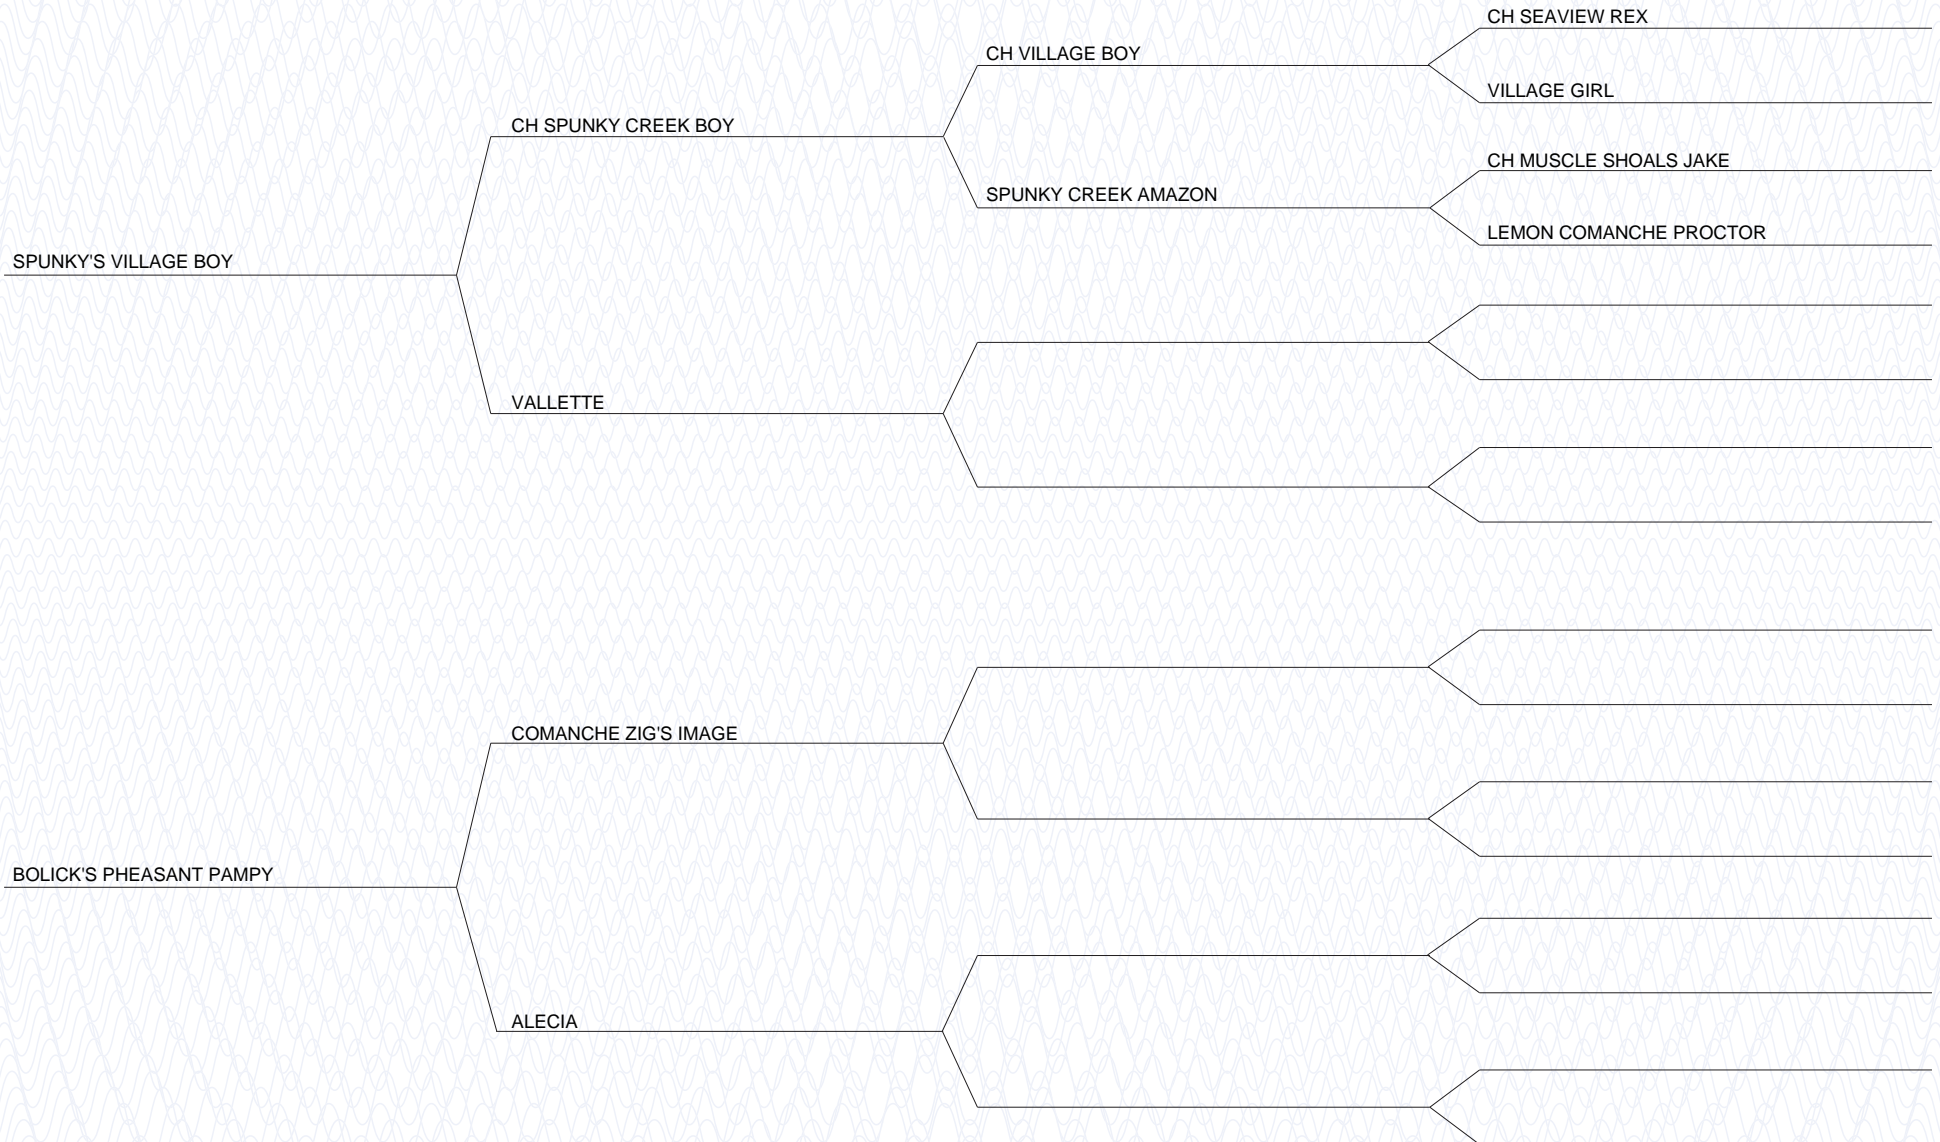 CH SEAVIEW REX
CH VILLAGE BOY
VILLAGE GIRL
CH SPUNKY CREEK BOY
CH MUSCLE SHOALS JAKE
SPUNKY CREEK AMAZON
LEMON COMANCHE PROCTOR
SPUNKY'S VILLAGE BOY
VALLETTE
COMANCHE ZIG'S IMAGE
BOLICK'S PHEASANT PAMPY
ALECIA